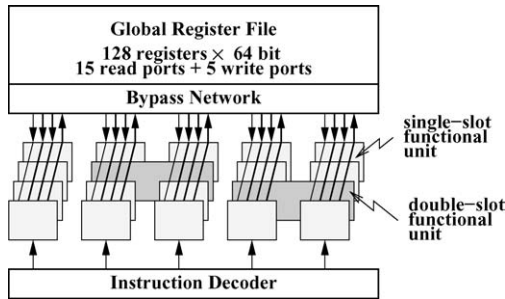 Global Register File
128 registers × 64 bit
15 read ports + 5 write ports
Bypass Network
single-slot
functional
unit
double-slot
functional
unit
Instruction Decoder